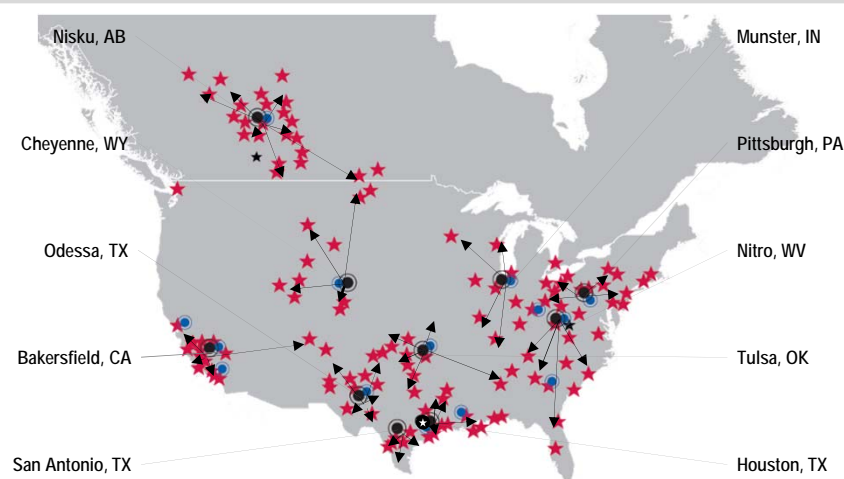 Nisku, AB
Munster, IN
Cheyenne, WY
Pittsburgh, PA
Odessa, TX
Nitro, WV
Bakersfield, CA
Tulsa, OK
San Antonio, TX
Houston, TX